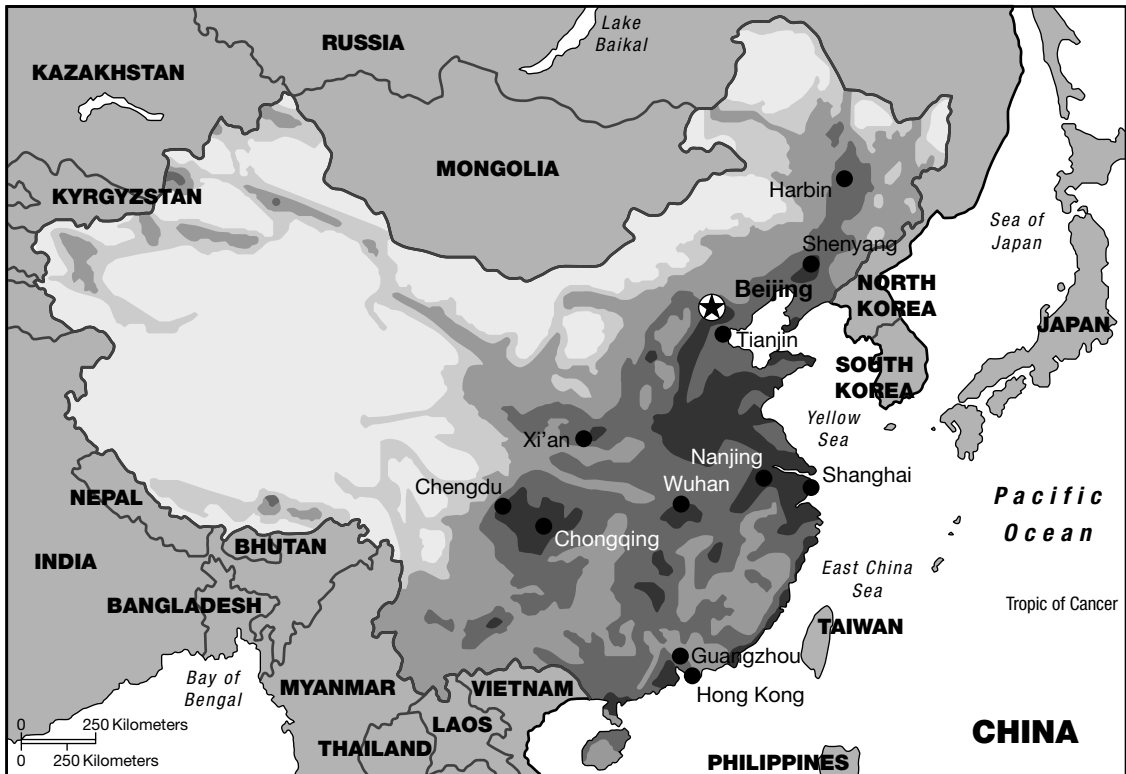 RUSSIA
Lake
Baikal
KAZAKHSTAN
MONGOLIA
KYRGYZSTAN
Harbin
Sea of
Japan
Shenyang
Beijing
NORTH
KOREA
JAPAN
Tianjin
SOUTH
KOREA
Yellow
Sea
Xi'an
Nanjing
Shanghai
Chengdu
Wuhan
NEPAL
Pacific
Ocean
Chongqing
BHUTAN
INDIA
East China
Sea
BANGLADESH
Tropic of Cancer
TAIWAN
Guangzhou
Bay of
Bengal
MYANMAR
VIETNAM
Hong Kong
LAOS
0 250 Kilometers
CHINA
THAILAND
0 250 Kilometers
PHILIPPINES